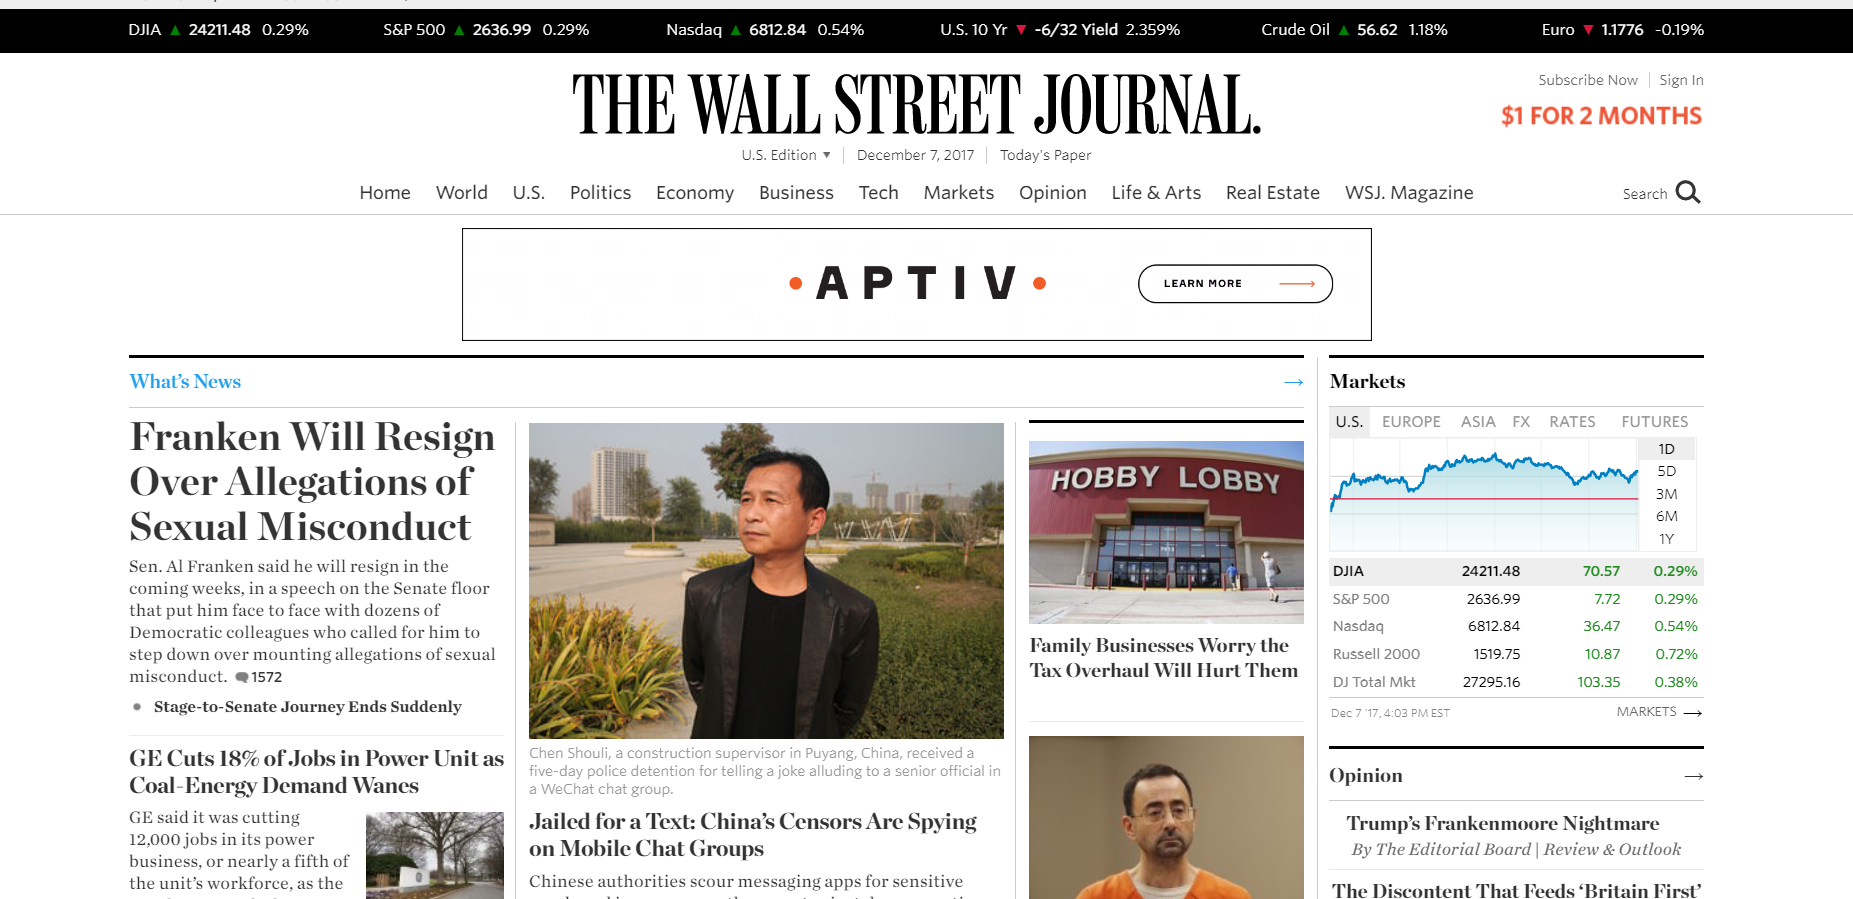 DJIA ▲ 24211.48 0.29% S&P 500 ▲ 2636.99 0.29% Nasdaq ▲ 6812.84 0.54% U.S. 10 Yr ▼ -6/32 Yield 2.359% Crude Oil ▲ 56.62 1.18% Euro ▼ 1.1776 -0.19%
Subscribe Now | Sign In
THE WALL STREET JOURNAL.
$1 FOR 2 MONTHS
U.S. Edition ▼ | December 7, 2017 | Today's Paper
Home World U.S. Politics Economy Business Tech Markets Opinion Life & Arts Real Estate WSJ. Magazine Search
• APTIV • LEARN MORE
What's News →
Franken Will Resign
Over Allegations of
Sexual Misconduct
Sen. Al Franken said he will resign in the
coming weeks, in a speech on the Senate floor
that put him face to face with dozens of
Democratic colleagues who called for him to
step down over mounting allegations of sexual
misconduct. 1572
• Stage-to-Senate Journey Ends Suddenly
GE Cuts 18% of Jobs in Power Unit as
Coal-Energy Demand Wanes
GE said it was cutting
12,000 jobs in its power
business, or nearly a fifth of
the unit's workforce, as the
Chen Shouli, a construction supervisor in Puyang, China, received a
five-day police detention for telling a joke alluding to a senior official in
a WeChat chat group.
Jailed for a Text: China's Censors Are Spying
on Mobile Chat Groups
Chinese authorities scour messaging apps for sensitive
HOBBY LOBBY
Family Businesses Worry the
Tax Overhaul Will Hurt Them
Markets
U.S. EUROPE ASIA FX RATES FUTURES
1D
5D
3M
6M
1Y
DJIA 24211.48 70.57 0.29%
S&P 500 2636.99 7.72 0.29%
Nasdaq 6812.84 36.47 0.54%
Russell 2000 1519.75 10.87 0.72%
DJ Total Mkt 27295.16 103.35 0.38%
Dec 7 '17, 4:03 PM EST MARKETS →
Opinion →
Trump's Frankenmoore Nightmare
By The Editorial Board | Review & Outlook
The Discontent That Feeds 'Britain First'